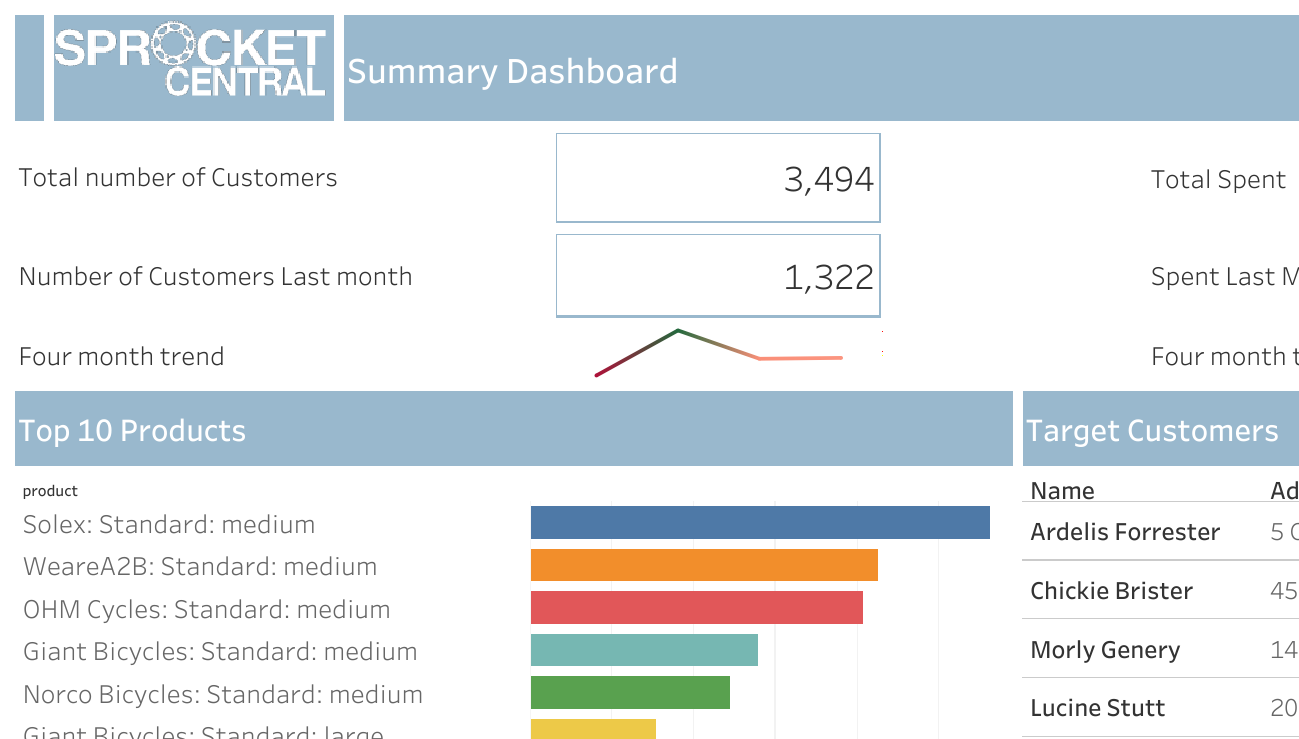 SPROCKET
CENTRAL
Summary Dashboard
Total number of Customers
3,494
Total Spent
Number of Customers Last month
1,322
Spent Last M
Four month trend
Four month t
Top 10 Products
Target Customers
product
Name Ad
Solex: Standard: medium
Ardelis Forrester 5
WeareA2B: Standard: medium
Chickie Brister 45
OHM Cycles: Standard: medium
Morly Genery 14
Giant Bicycles: Standard: medium
Norco Bicycles: Standard: medium
Lucine Stutt 20
Giant Bicycles: Standard: large